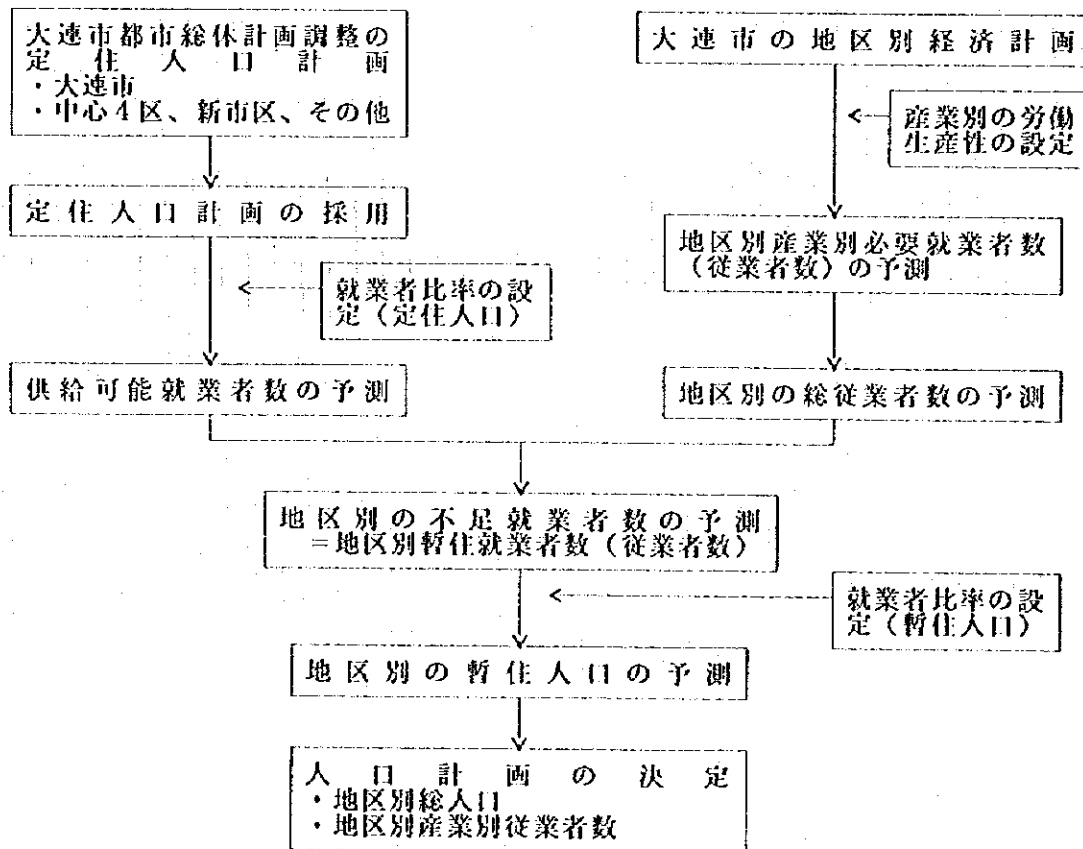 大連市都市総体計画調整の
定住人口計画
・大連市
・中心4区、新市区、その他
定住人口計画の採用
就業者比率の設
定（定住人口）
供給可能就業者数の予測
大連市の地区別経済計画
産業別の労働
生産性の設定
地区別産業別必要就業者数
（従業者数）の予測
地区別の総従業者数の予測
地区別の不足就業者数の予測
＝地区別暫住就業者数（従業者数）
就業者比率の設
定（暫住人口）
地区別の暫住人口の予測
人口計画の決定
・地区別総人口
・地区別産業別従業者数